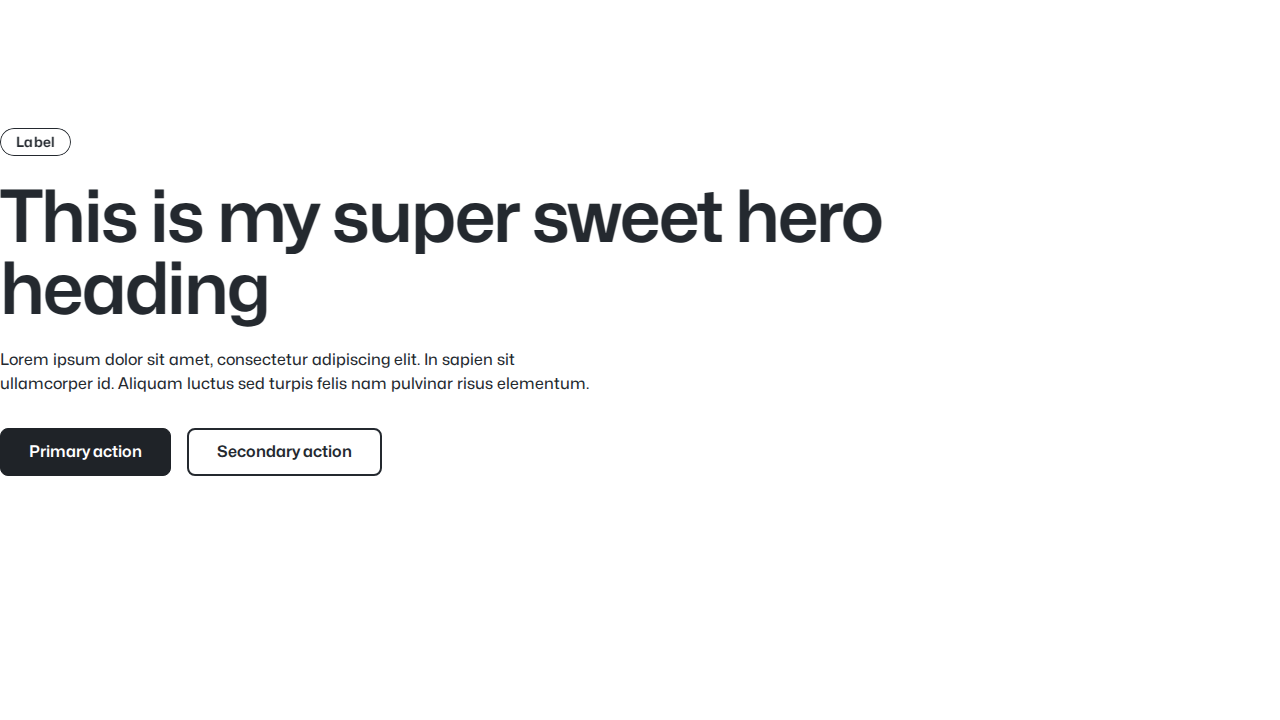 Label
This is my super sweet hero
heading
Lorem ipsum dolor sit amet, consectetur adipiscing elit. In sapien sit
ullamcorper id. Aliquam luctus sed turpis felis nam pulvinar risus elementum.
Primary action
Secondary action